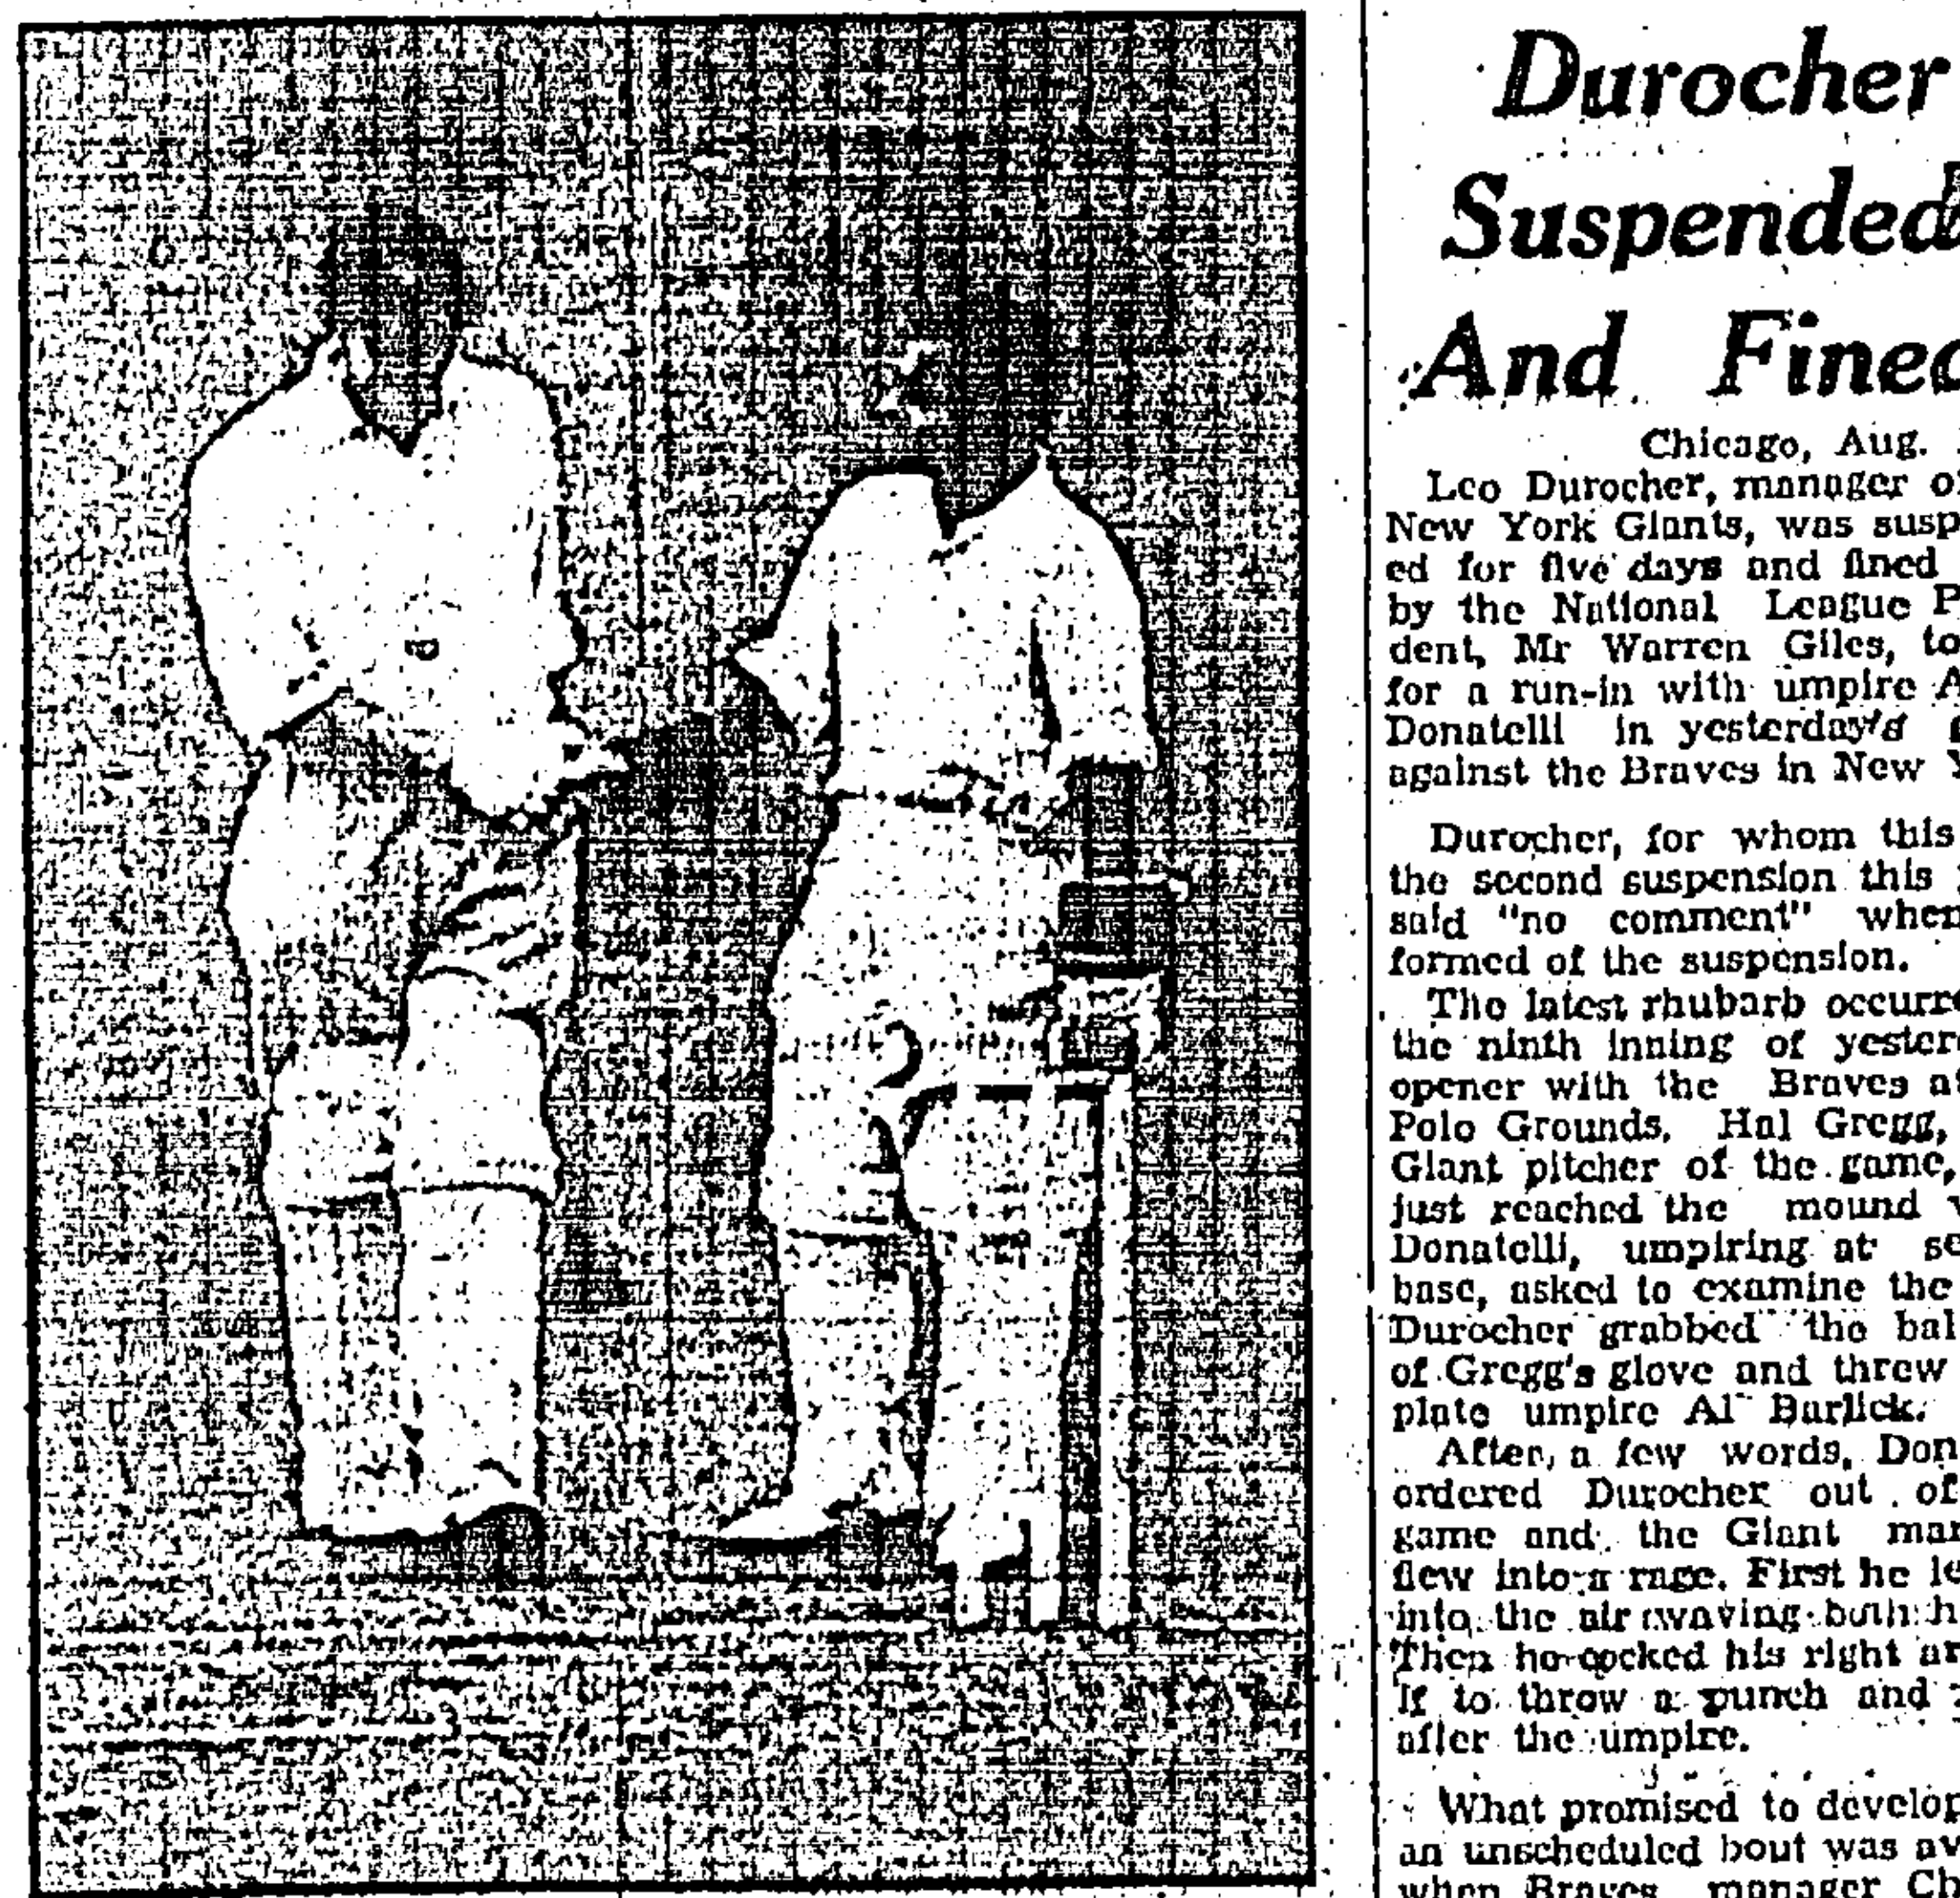 Durocher
Suspended
And Fined
Chicago, Aug.
Leo Durocher, manager of
New York Giants, was susp
ed for five days and fined
by the National League P
dent, Mr Warren Giles, to
for a run-in with umpire A
Donatelli in yesterday's
against the Braves in New Y
Durocher, for whom this
the second suspension this
said "no comment" when
formed of the suspension.
The latest rhubarb occurr
the ninth inning of yester
opener with the Braves at
Polo Grounds. Hal Gregg,
Giant pitcher of the game,
just reached the mound
Donatelli, umpiring at se
base, asked to examine the
Durocher grabbed the bal
of Gregg's glove and threw
plate umpire Al Barlick.
After, a few words, Don
ordered Durocher out of
game and the Giant man
flew into a rage. First he le
into the air waving both h
Then he cocked his right ar
if to throw a punch and
after the umpire.
What promised to develop
an unscheduled bout was av
when Braves manager Ch